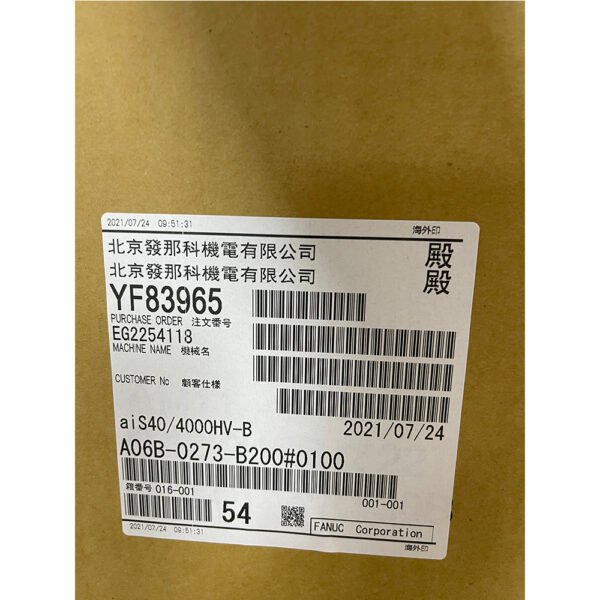 2021/07/24 09:51:31 海外印
北京發那科機電有限公司 殿
北京發那科機電有限公司 殿
YF83965
PURCHASE ORDER 注文番号
EG2254118
MACHINE NAME 機械名
CUSTOMER No 顧客仕様
aiS40/4000HV-B 2021/07/24
A06B-0273-B200#0100
箱番号 016-001 001-001
54 FANUC Corporation
2021/07/24 09:51:31 海外印